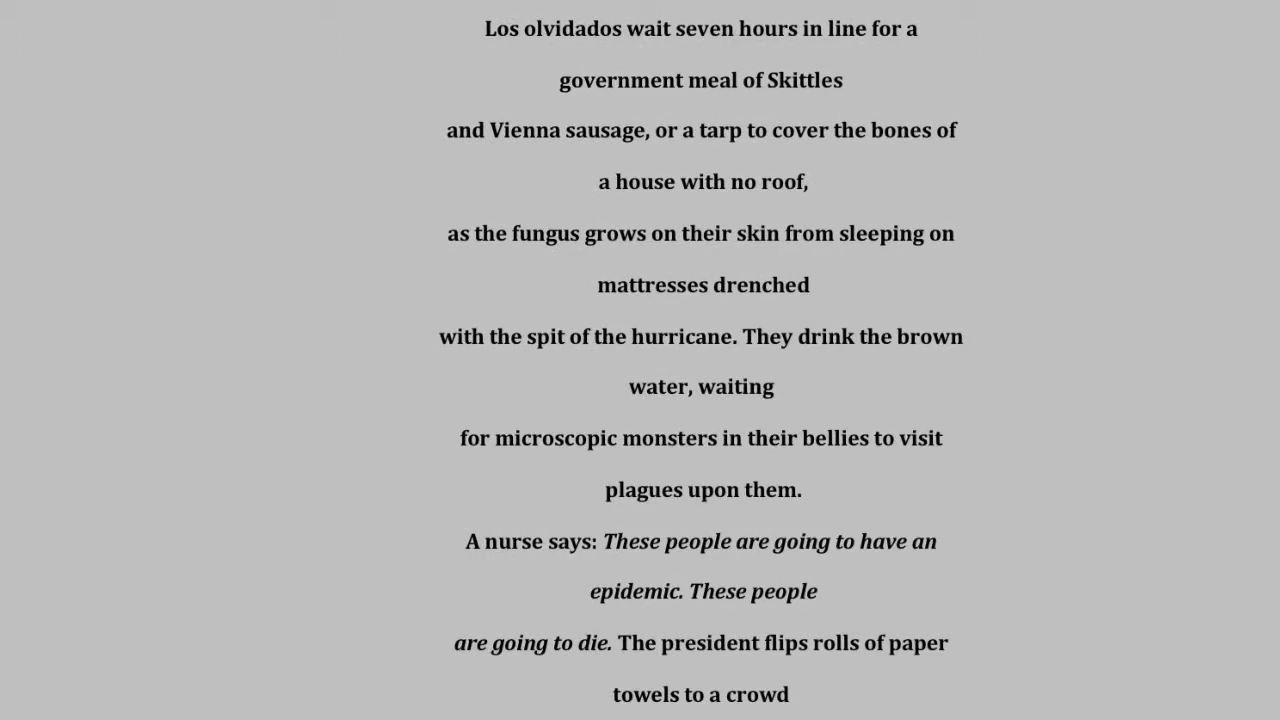 Los olvidados wait seven hours in line for a
government meal of Skittles
and Vienna sausage, or a tarp to cover the bones of
a house with no roof,
as the fungus grows on their skin from sleeping on
mattresses drenched
with the spit of the hurricane. They drink the brown
water, waiting
for microscopic monsters in their bellies to visit
plagues upon them.
A nurse says: These people are going to have an
epidemic. These people
are going to die. The president flips rolls of paper
towels to a crowd